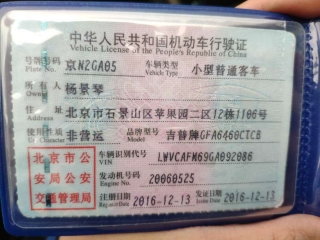 中华人民共和国机动车行驶证
Vehicle License of the People's Republic of China
号牌号码 京N2GA05 车辆类型 小型普通客车
Plate No. Vehicle Type
所有人 杨景琴
Owner
住址 北京市石景山区苹果园二区12栋1106号
Address
使用性质 非营运 品牌型号 吉普牌GFA6460CTCB
Use Character Model
车辆识别代号 LWVCAFM69GA092086
VIN
发动机号码 20060525
Engine No.
注册日期 2016-12-13 发证日期 2016-12-13
Register Date Issue Date
北京市公
安局公安
交通管理局